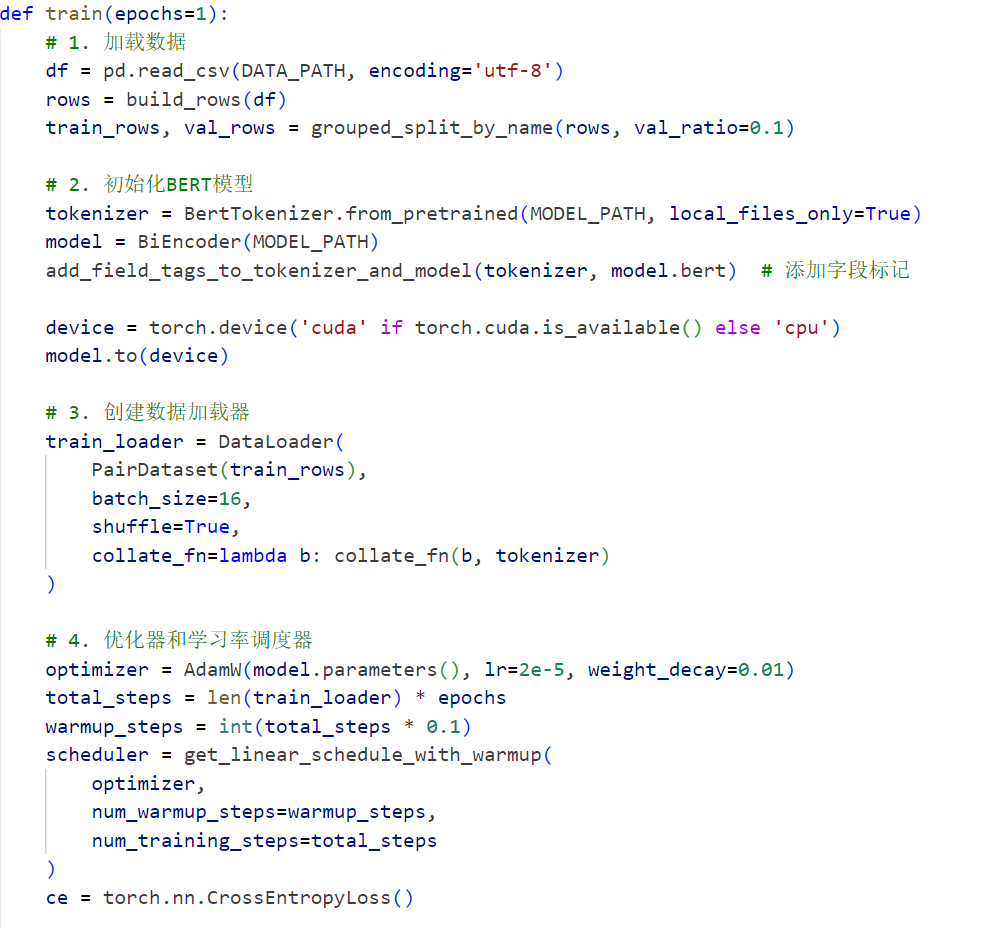 def train(epochs=1):
    # 1. 加载数据
    df = pd.read_csv(DATA_PATH, encoding='utf-8')
    rows = build_rows(df)
    train_rows, val_rows = grouped_split_by_name(rows, val_ratio=0.1)

    # 2. 初始化BERT模型
    tokenizer = BertTokenizer.from_pretrained(MODEL_PATH, local_files_only=True)
    model = BiEncoder(MODEL_PATH)
    add_field_tags_to_tokenizer_and_model(tokenizer, model.bert)  # 添加字段标记

    device = torch.device('cuda' if torch.cuda.is_available() else 'cpu')
    model.to(device)

    # 3. 创建数据加载器
    train_loader = DataLoader(
        PairDataset(train_rows),
        batch_size=16,
        shuffle=True,
        collate_fn=lambda b: collate_fn(b, tokenizer)
    )

    # 4. 优化器和学习率调度器
    optimizer = AdamW(model.parameters(), lr=2e-5, weight_decay=0.01)
    total_steps = len(train_loader) * epochs
    warmup_steps = int(total_steps * 0.1)
    scheduler = get_linear_schedule_with_warmup(
        optimizer,
        num_warmup_steps=warmup_steps,
        num_training_steps=total_steps
    )
    ce = torch.nn.CrossEntropyLoss()